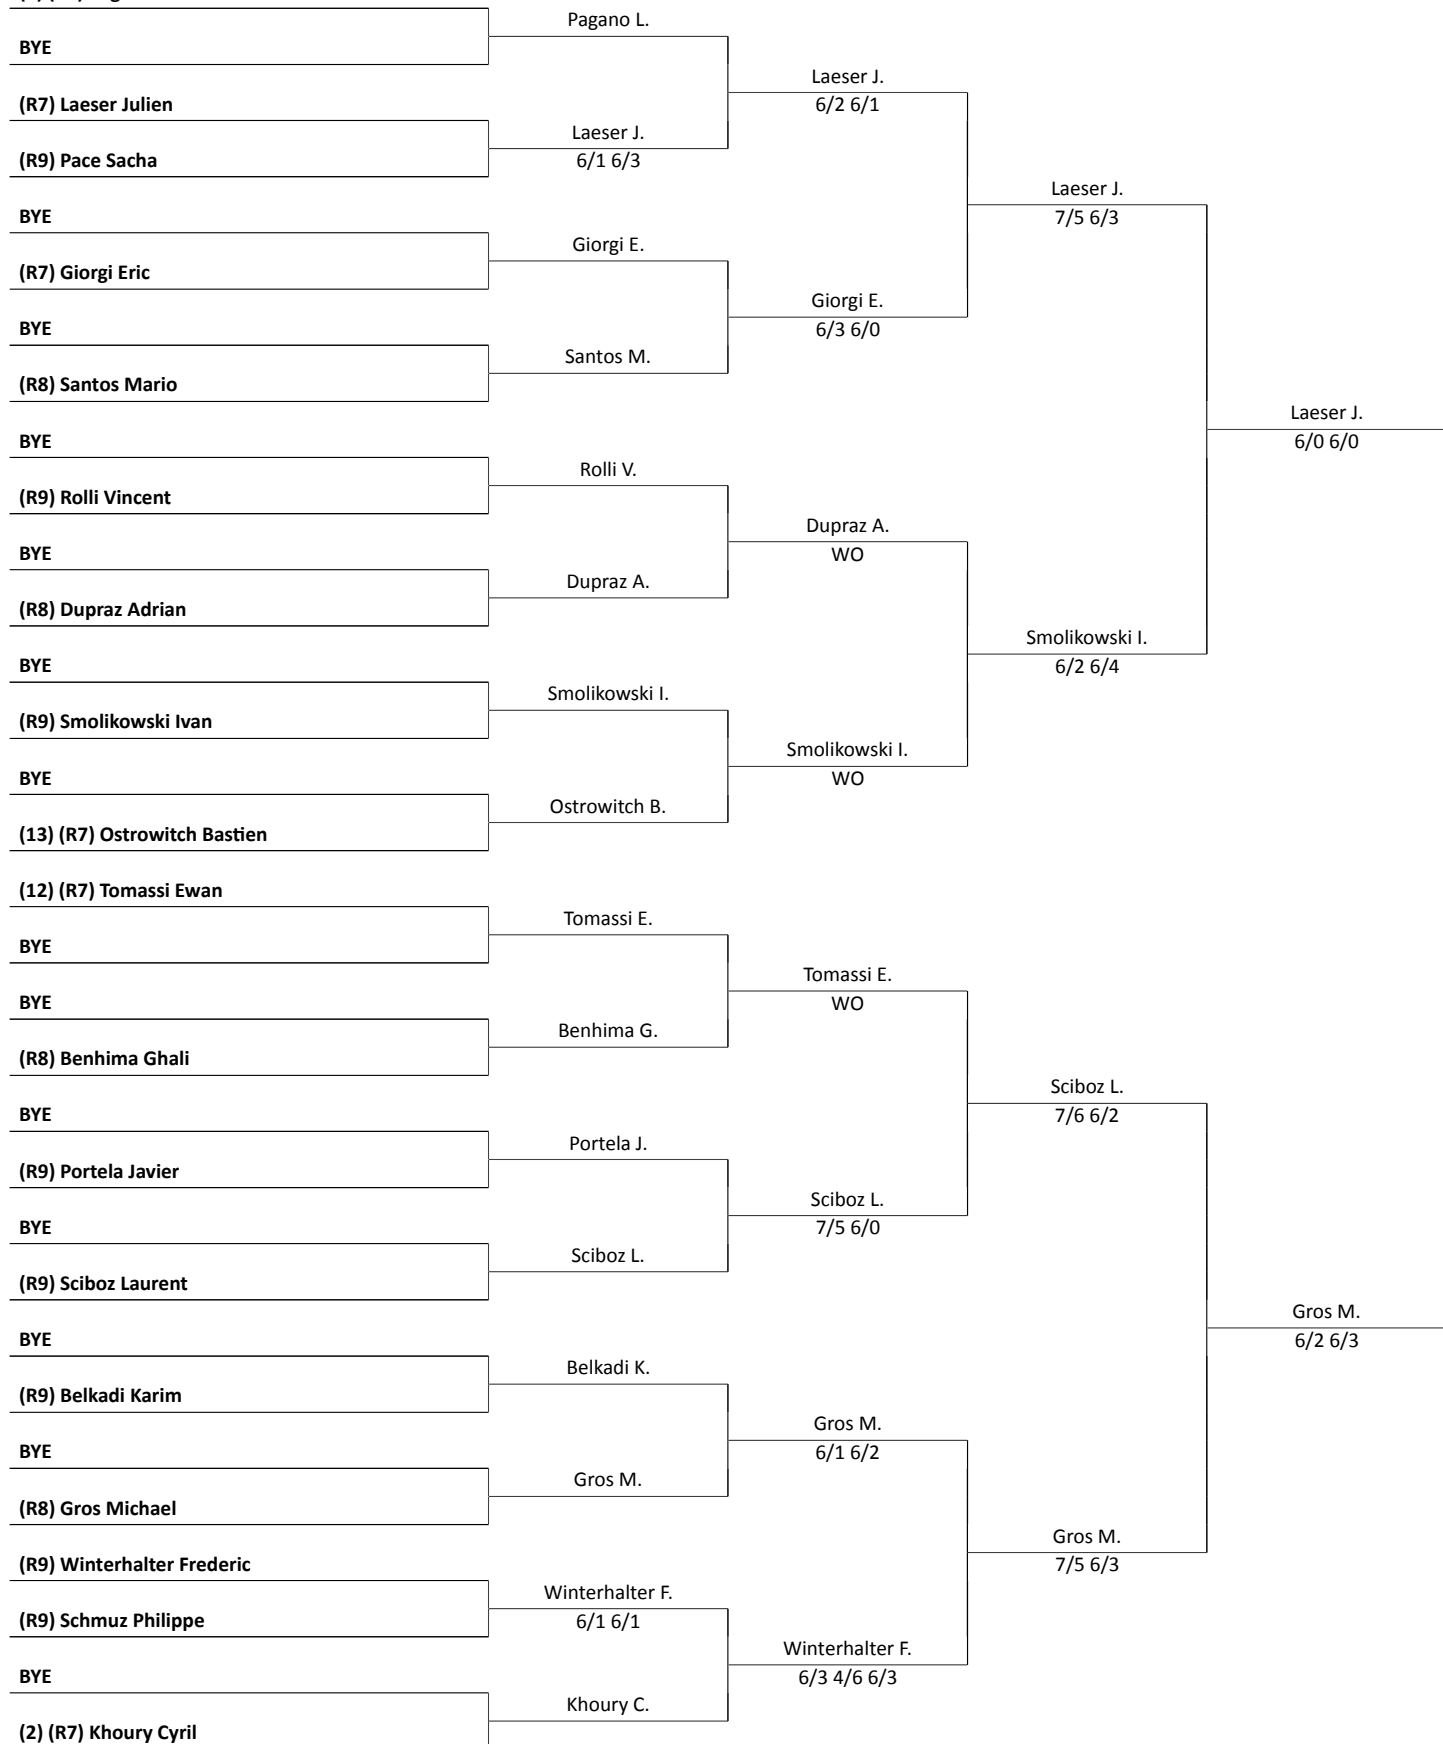 BYE
(R7) Laeser Julien
(R9) Pace Sacha
BYE
(R7) Giorgi Eric
BYE
(R8) Santos Mario
BYE
(R9) Rolli Vincent
BYE
(R8) Dupraz Adrian
BYE
(R9) Smolikowski Ivan
BYE
(13) (R7) Ostrowitch Bastien
(12) (R7) Tomassi Ewan
BYE
BYE
(R8) Benhima Ghali
BYE
(R9) Portela Javier
BYE
(R9) Sciboz Laurent
BYE
(R9) Belkadi Karim
BYE
(R8) Gros Michael
(R9) Winterhalter Frederic
(R9) Schmuz Philippe
BYE
(2) (R7) Khoury Cyril
Pagano L.
Laeser J.
6/1 6/3
Giorgi E.
Santos M.
Rolli V.
Dupraz A.
Smolikowski I.
Ostrowitch B.
Tomassi E.
Benhima G.
Portela J.
Sciboz L.
Belkadi K.
Gros M.
Winterhalter F.
6/1 6/1
Khoury C.
Laeser J.
6/2 6/1
Giorgi E.
6/3 6/0
Dupraz A.
WO
Smolikowski I.
WO
Tomassi E.
WO
Sciboz L.
7/5 6/0
Gros M.
6/1 6/2
Winterhalter F.
6/3 4/6 6/3
Laeser J.
7/5 6/3
Smolikowski I.
6/2 6/4
Sciboz L.
7/6 6/2
Gros M.
7/5 6/3
Laeser J.
6/0 6/0
Gros M.
6/2 6/3